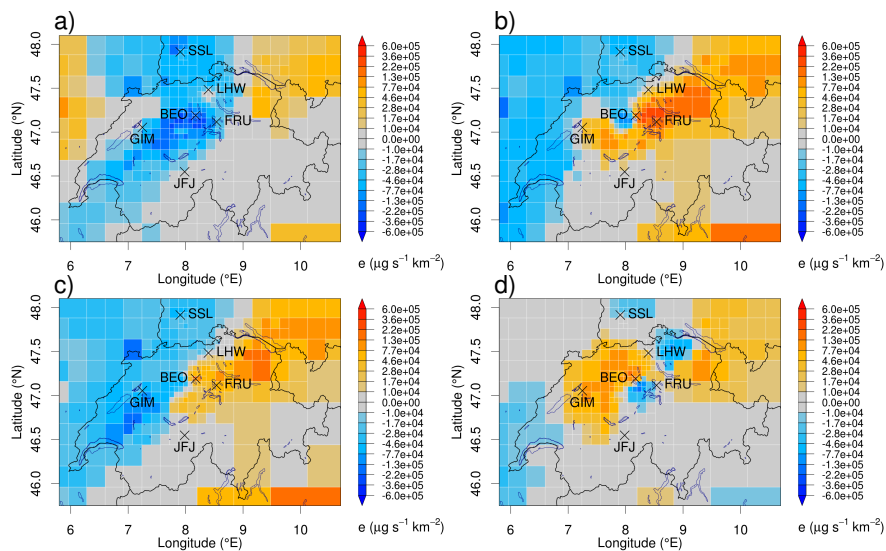 a)
48.0
47.5
47.0
46.5
46.0
Latitude (°N)
SSL
LHW
BEO
FRU
GIM
JFJ
6 7 8 9 10
Longitude (°E)
6.0e+05
3.6e+05
2.2e+05
1.3e+05
7.7e+04
4.6e+04
2.8e+04
1.7e+04
1.0e+04
0.0e+00
-1.0e+04
-1.7e+04
-2.8e+04
-4.6e+04
-7.7e+04
-1.3e+05
-2.2e+05
-3.6e+05
-6.0e+05
e (μg s⁻¹ km⁻²)
b)
48.0
47.5
47.0
46.5
46.0
Latitude (°N)
SSL
LHW
BEO
FRU
GIM
JFJ
6 7 8 9 10
Longitude (°E)
6.0e+05
3.6e+05
2.2e+05
1.3e+05
7.7e+04
4.6e+04
2.8e+04
1.7e+04
1.0e+04
0.0e+00
-1.0e+04
-1.7e+04
-2.8e+04
-4.6e+04
-7.7e+04
-1.3e+05
-2.2e+05
-3.6e+05
-6.0e+05
e (μg s⁻¹ km⁻²)
c)
48.0
47.5
47.0
46.5
46.0
Latitude (°N)
SSL
LHW
BEO
FRU
GIM
JFJ
6 7 8 9 10
Longitude (°E)
6.0e+05
3.6e+05
2.2e+05
1.3e+05
7.7e+04
4.6e+04
2.8e+04
1.7e+04
1.0e+04
0.0e+00
-1.0e+04
-1.7e+04
-2.8e+04
-4.6e+04
-7.7e+04
-1.3e+05
-2.2e+05
-3.6e+05
-6.0e+05
e (μg s⁻¹ km⁻²)
d)
48.0
47.5
47.0
46.5
46.0
Latitude (°N)
SSL
LHW
BEO
FRU
GIM
JFJ
6 7 8 9 10
Longitude (°E)
6.0e+05
3.6e+05
2.2e+05
1.3e+05
7.7e+04
4.6e+04
2.8e+04
1.7e+04
1.0e+04
0.0e+00
-1.0e+04
-1.7e+04
-2.8e+04
-4.6e+04
-7.7e+04
-1.3e+05
-2.2e+05
-3.6e+05
-6.0e+05
e (μg s⁻¹ km⁻²)